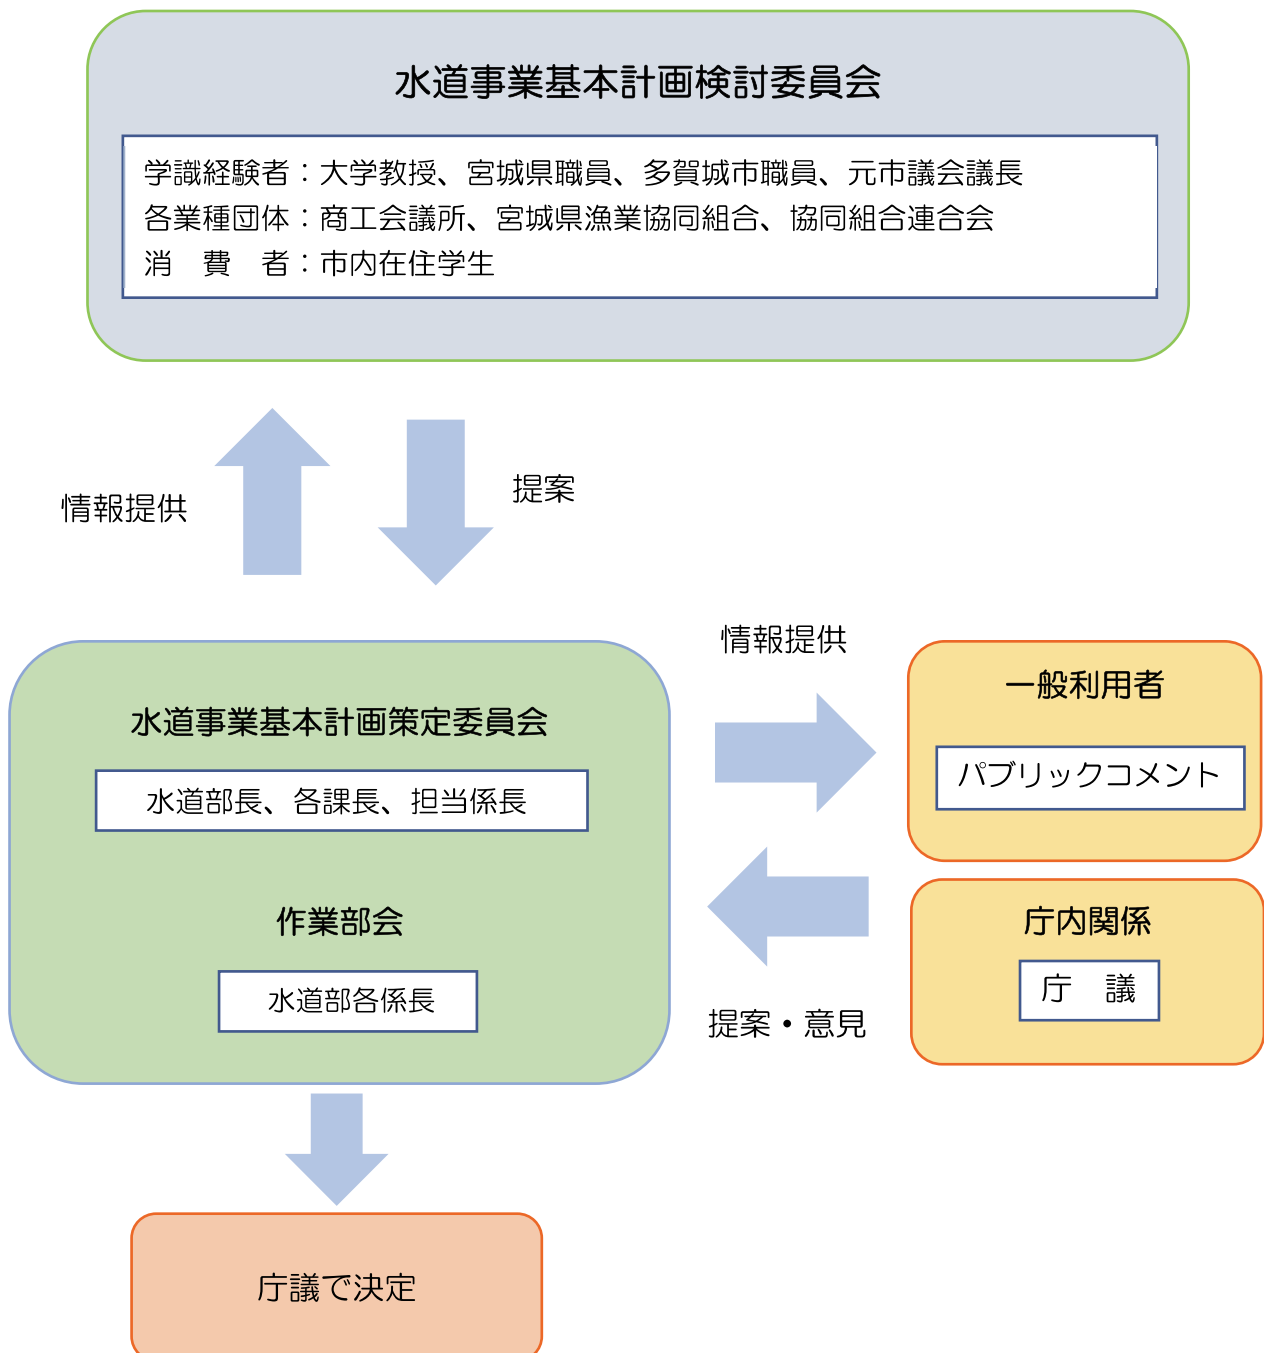 水道事業基本計画検討委員会
学識経験者：大学教授、宮城県職員、多賀城市職員、元市議会議長
各業種団体：商工会議所、宮城県漁業協同組合、協同組合連合会
消　費　者：市内在住学生
情報提供
提案
水道事業基本計画策定委員会
水道部長、各課長、担当係長
作業部会
水道部各係長
情報提供
提案・意見
一般利用者
パブリックコメント
庁内関係
庁　議
庁議で決定